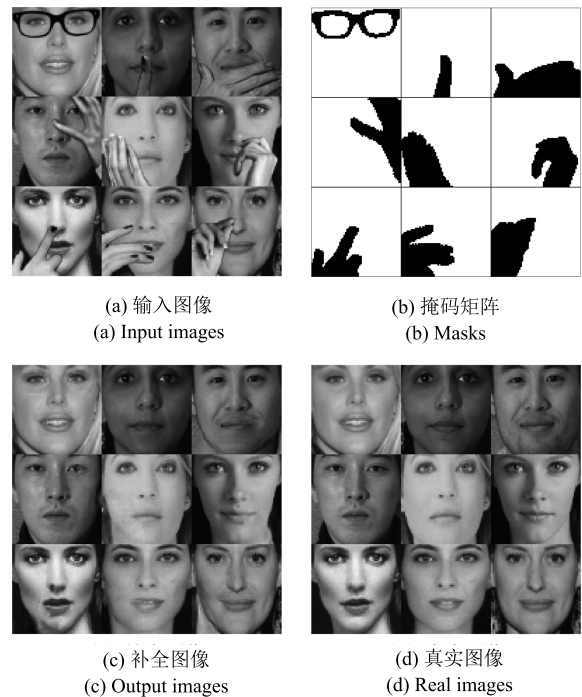 (a) 输入图像
(a) Input images
(b) 掩码矩阵
(b) Masks
(c) 补全图像
(c) Output images
(d) 真实图像
(d) Real images